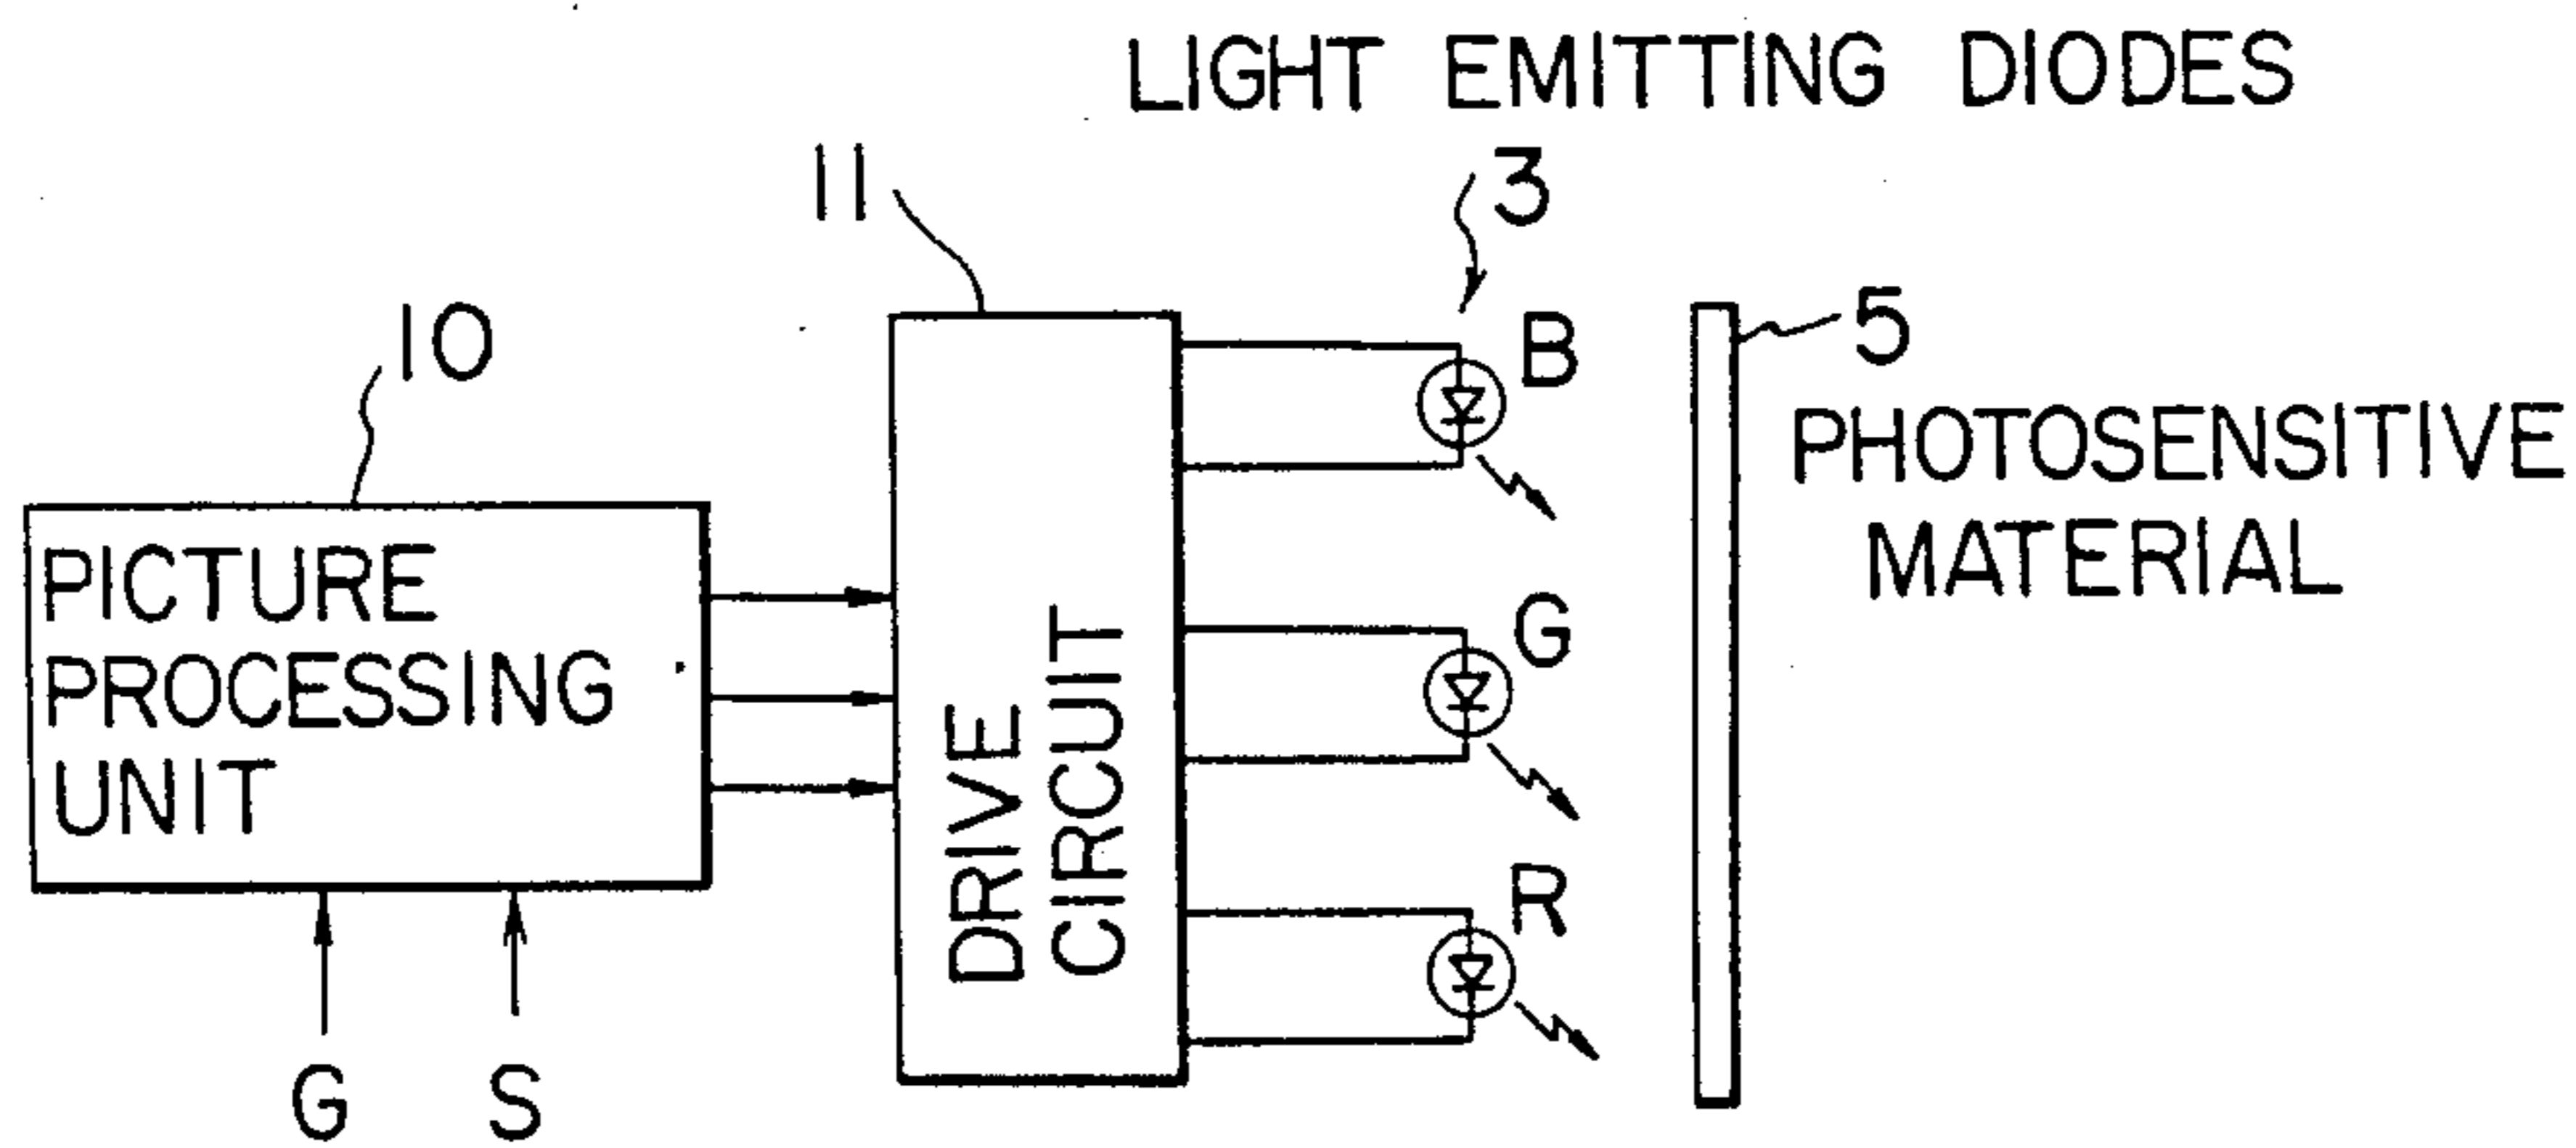 LIGHT EMITTING DIODES
11
3
10
B
5
PHOTOSENSITIVE
MATERIAL
PICTURE
PROCESSING
UNIT
DRIVE
CIRCUIT
G
R
G
S